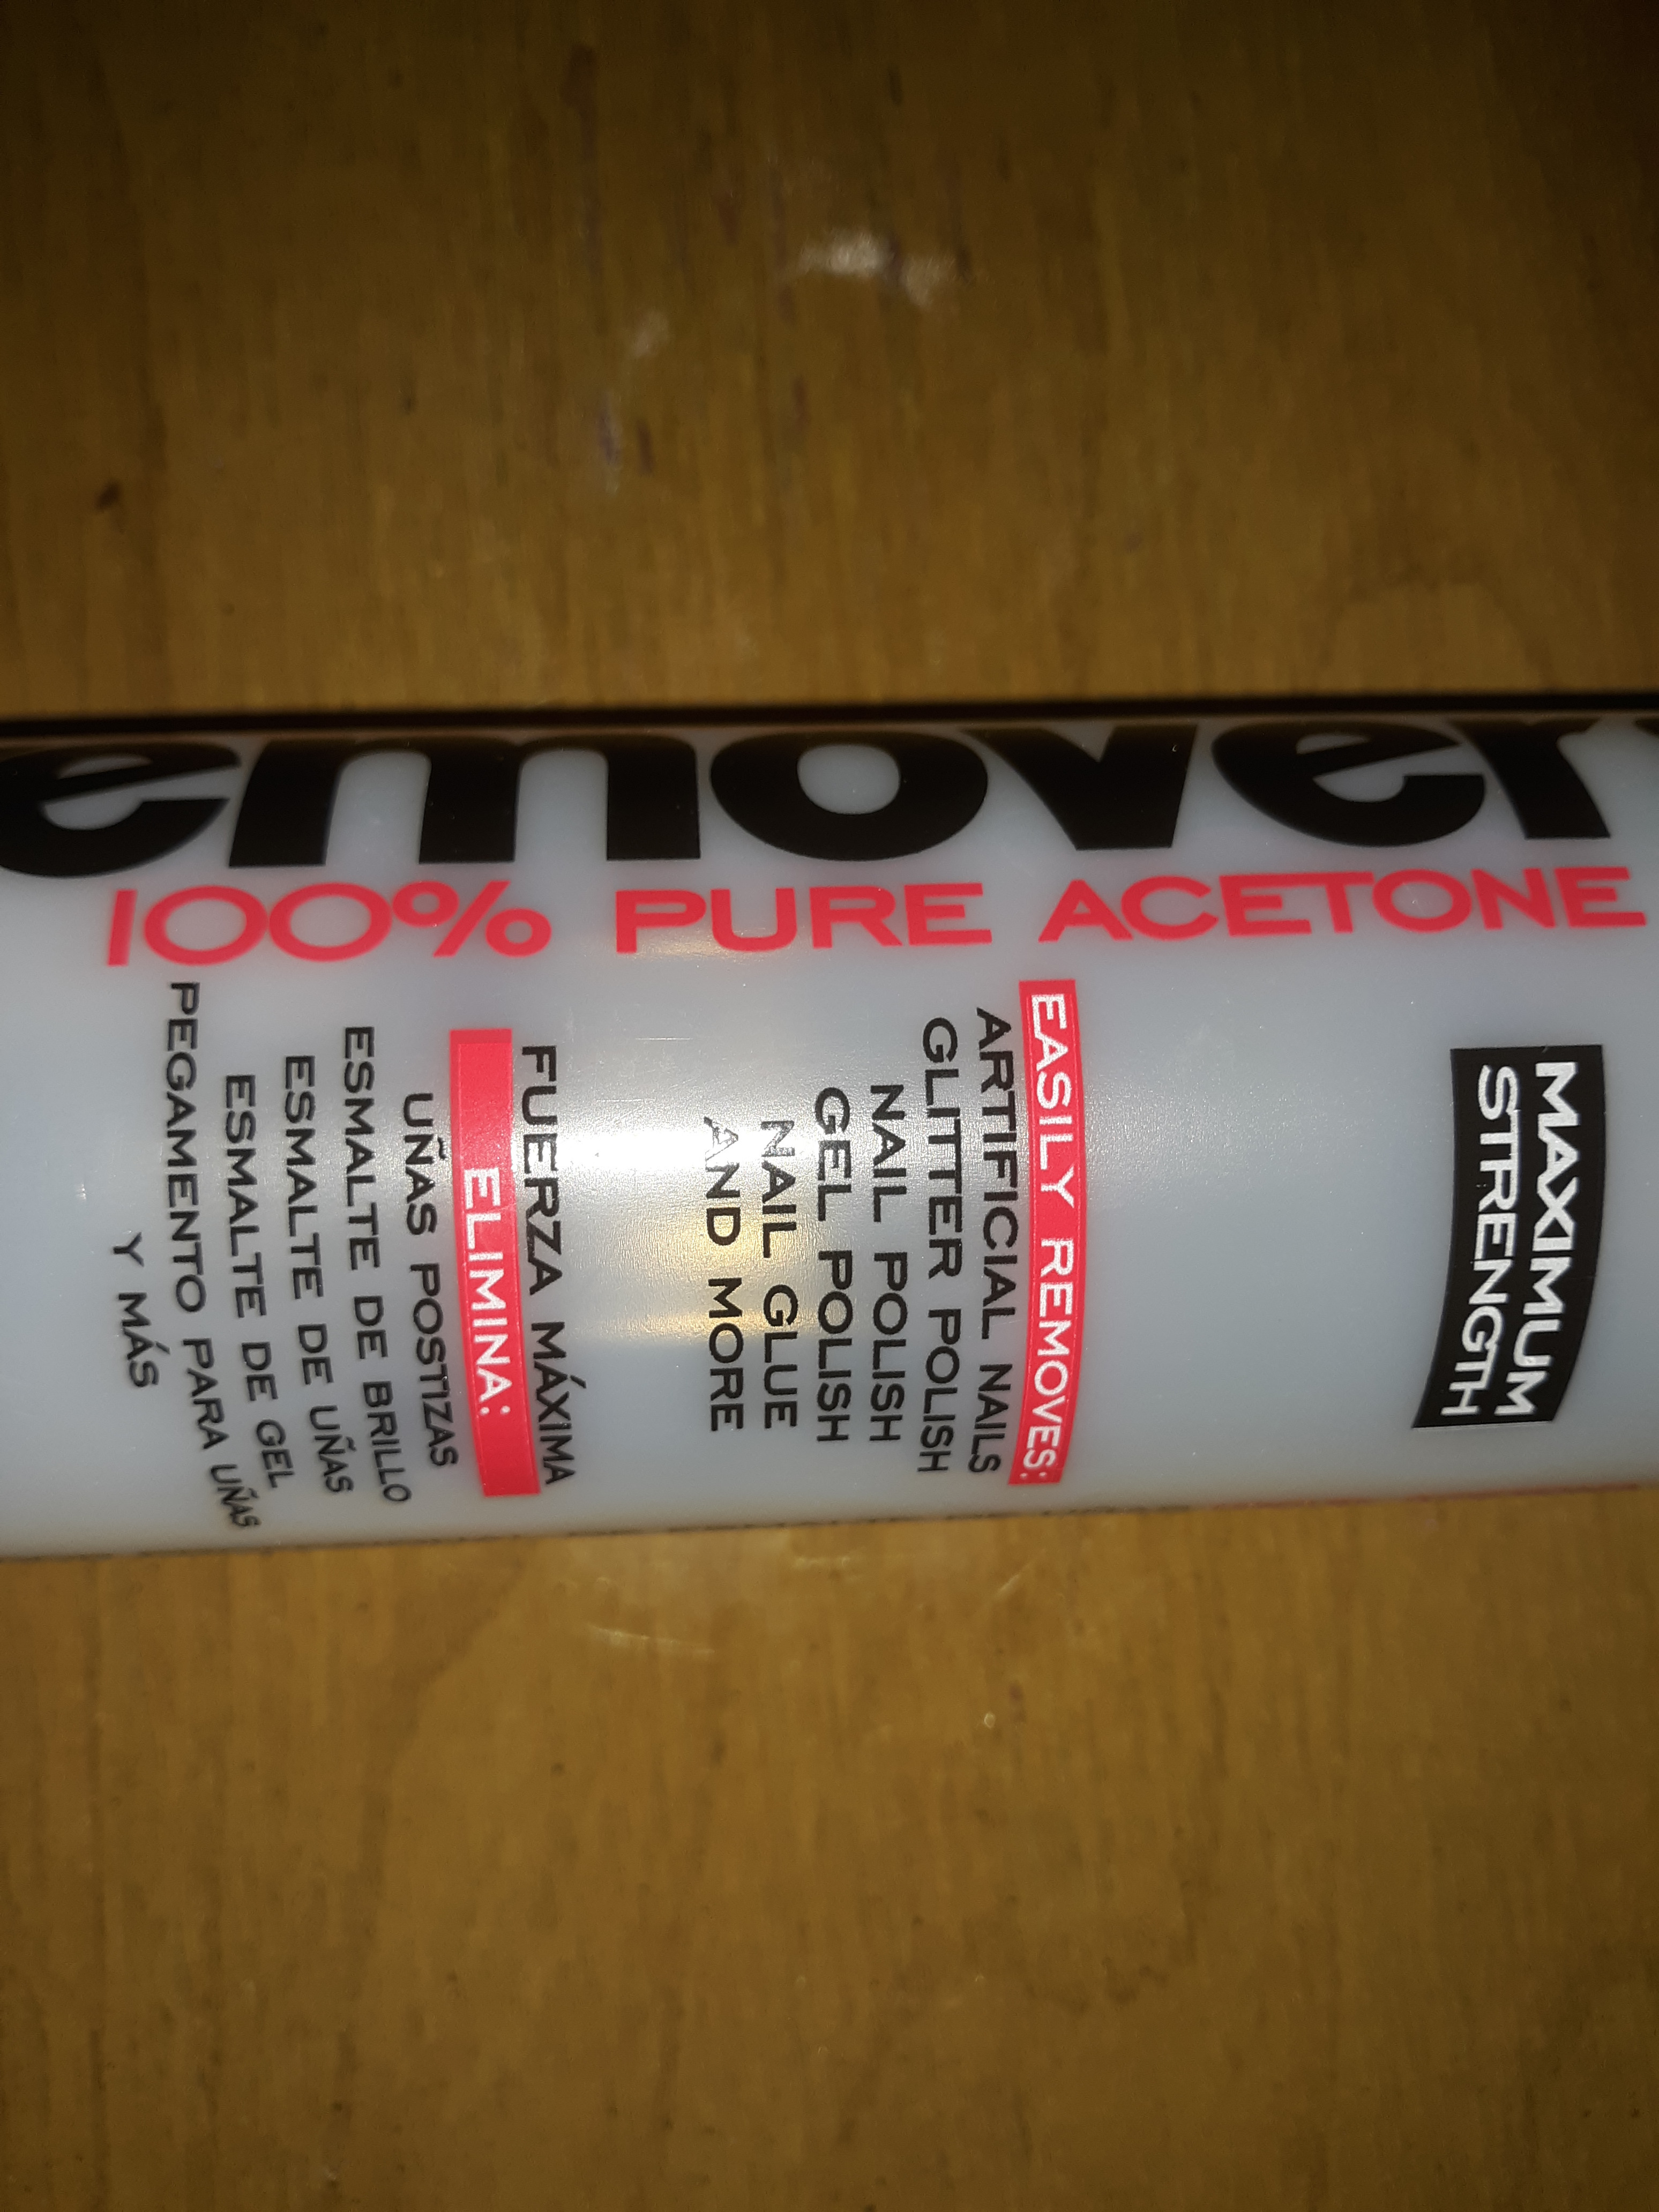 emover
100% PURE ACETONE
MAXIMUM
STRENGTH
EASILY REMOVES:
ARTIFICIAL NAILS
GLITTER POLISH
NAIL POLISH
GEL POLISH
NAIL GLUE
AND MORE
FUERZA MÁXIMA
ELIMINA:
UÑAS POSTIZAS
ESMALTE DE BRILLO
ESMALTE DE UÑAS
ESMALTE DE GEL
PEGAMENTO PARA UÑAS
Y MÁS